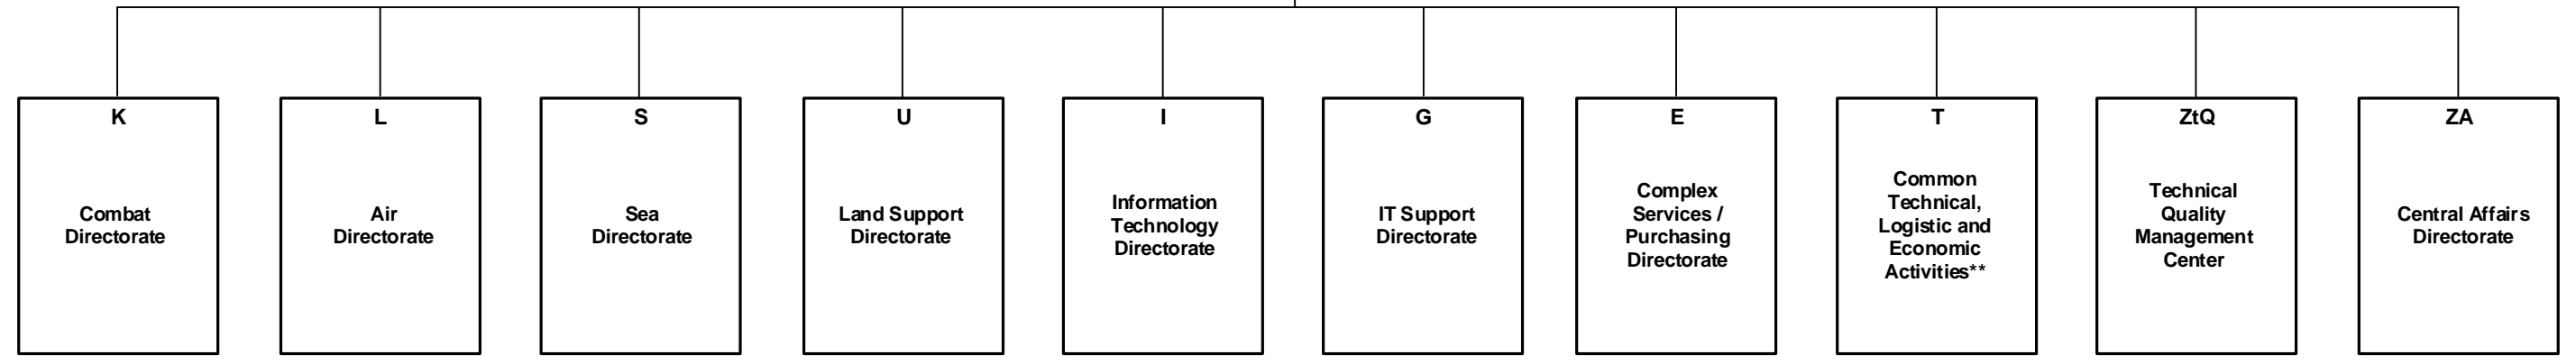 K
Combat
Directorate
L
Air
Directorate
S
Sea
Directorate
U
Land Support
Directorate
I
Information
Technology
Directorate
G
IT Support
Directorate
E
Complex
Services /
Purchasing
Directorate
T
Common
Technical,
Logistic and
Economic
Activities**
ZtQ
Technical
Quality
Management
Center
ZA
Central Affairs
Directorate